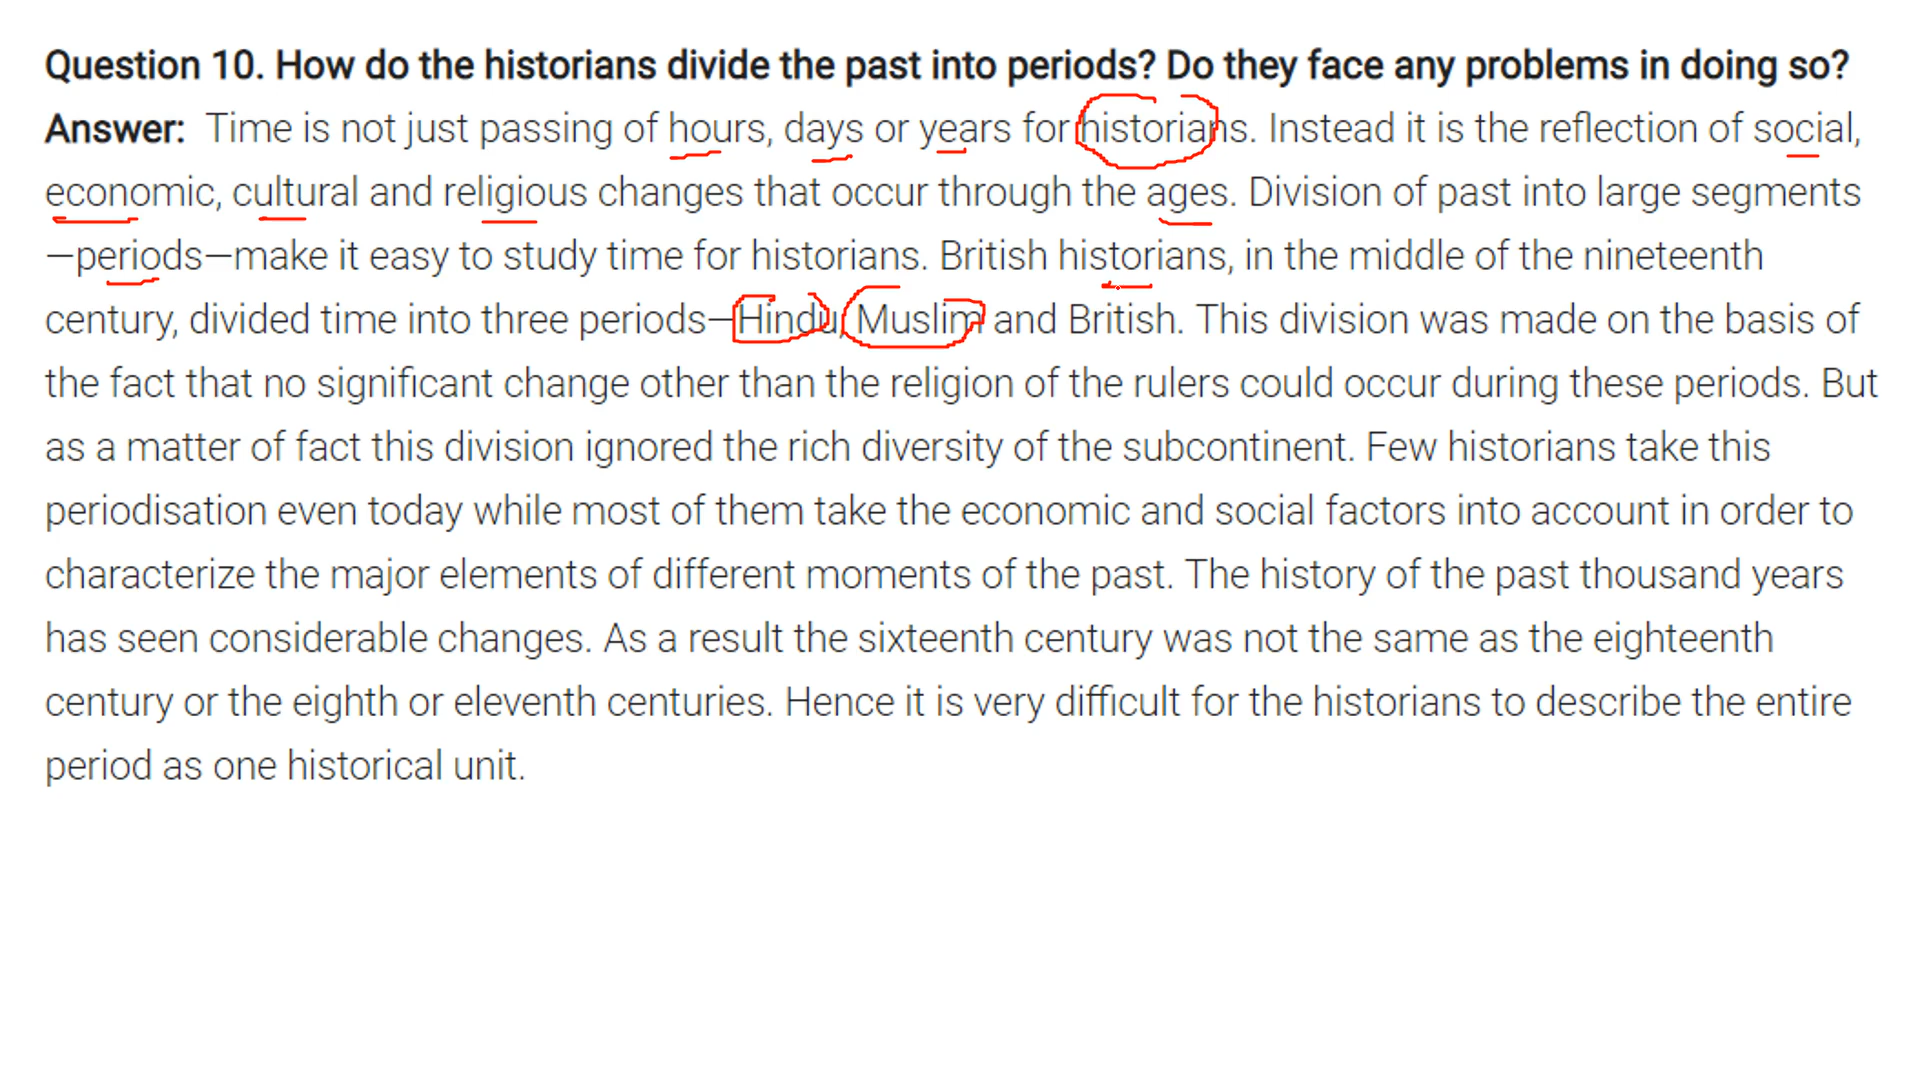 Question 10. How do the historians divide the past into periods? Do they face any problems in doing so?
Answer: Time is not just passing of hours, days or years for historians. Instead it is the reflection of social,
economic, cultural and religious changes that occur through the ages. Division of past into large segments
—periods—make it easy to study time for historians. British historians, in the middle of the nineteenth
century, divided time into three periods—Hindu, Muslim and British. This division was made on the basis of
the fact that no significant change other than the religion of the rulers could occur during these periods. But
as a matter of fact this division ignored the rich diversity of the subcontinent. Few historians take this
periodisation even today while most of them take the economic and social factors into account in order to
characterize the major elements of different moments of the past. The history of the past thousand years
has seen considerable changes. As a result the sixteenth century was not the same as the eighteenth
century or the eighth or eleventh centuries. Hence it is very difficult for the historians to describe the entire
period as one historical unit.